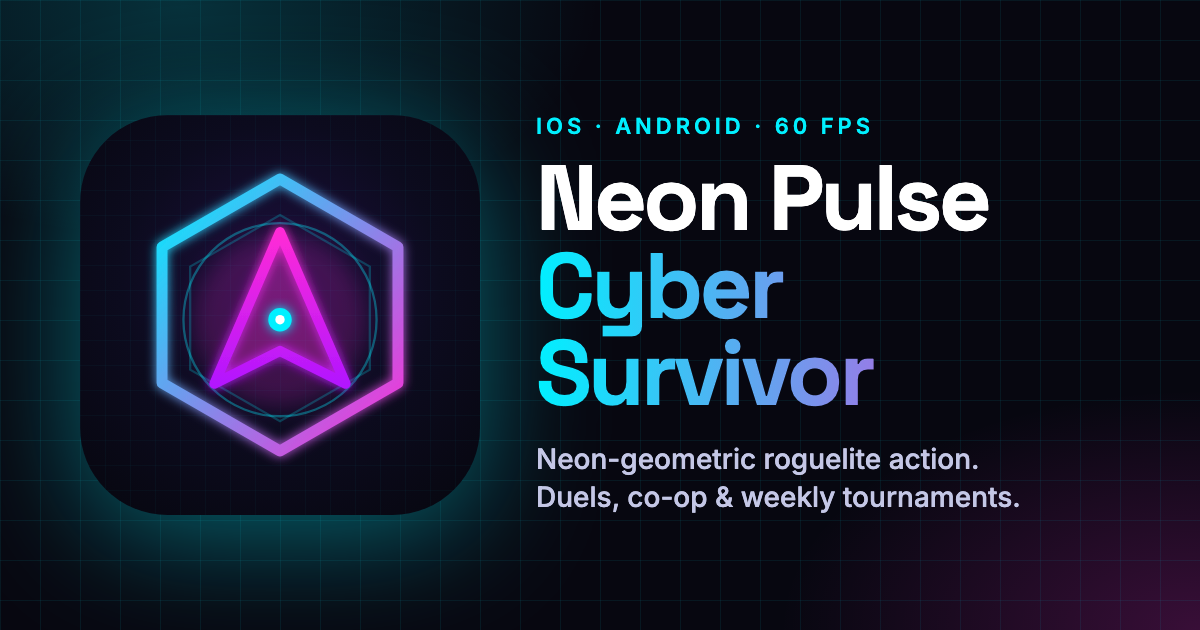 IOS · ANDROID · 60 FPS
Neon Pulse
Cyber
Survivor
Neon-geometric roguelite action.
Duels, co-op & weekly tournaments.